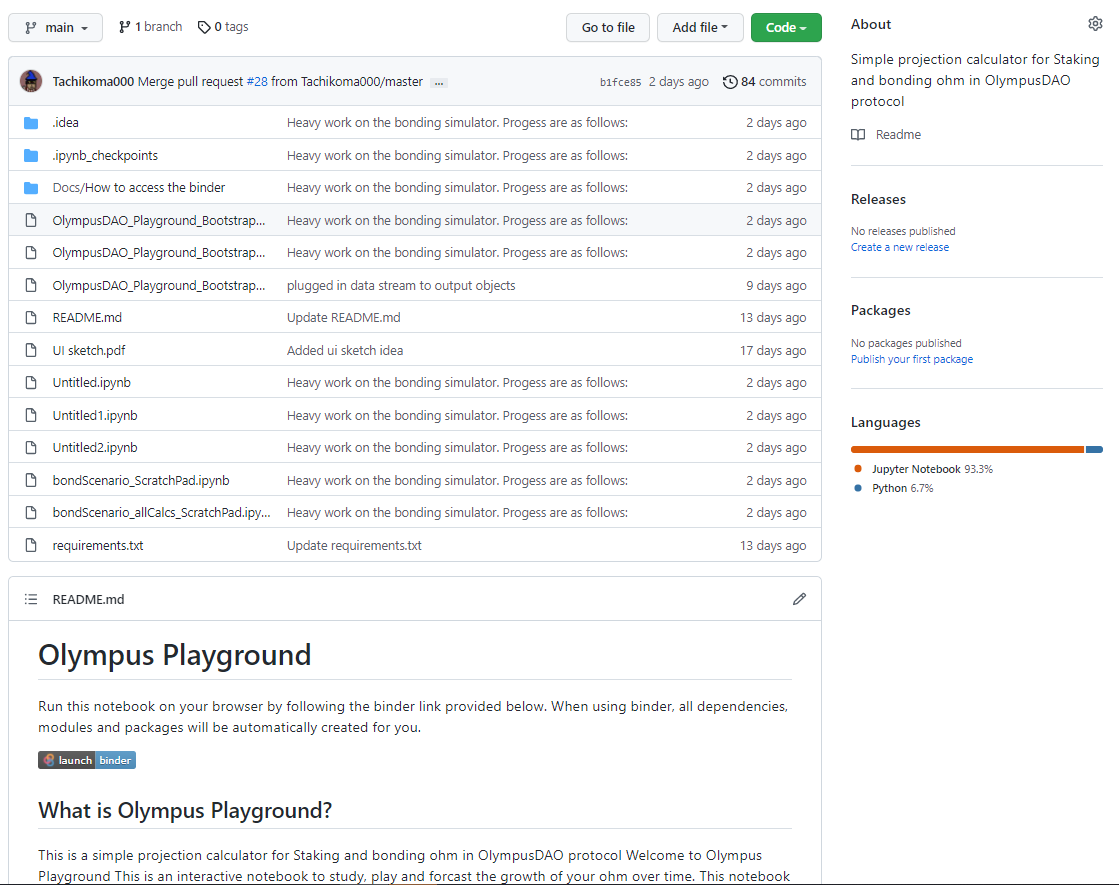 main
1 branch
0 tags
Go to file
Add file
Code
Tachikoma000 Merge pull request #28 from Tachikoma000/master ... b1fce85 2 days ago 84 commits
.idea Heavy work on the bonding simulator. Progess are as follows: 2 days ago
.ipynb_checkpoints Heavy work on the bonding simulator. Progess are as follows: 2 days ago
Docs/How to access the binder Heavy work on the bonding simulator. Progess are as follows: 2 days ago
OlympusDAO_Playground_Bootstrap... Heavy work on the bonding simulator. Progess are as follows: 2 days ago
OlympusDAO_Playground_Bootstrap... Heavy work on the bonding simulator. Progess are as follows: 2 days ago
OlympusDAO_Playground_Bootstrap... plugged in data stream to output objects 9 days ago
README.md Update README.md 13 days ago
UI sketch.pdf Added ui sketch idea 17 days ago
Untitled.ipynb Heavy work on the bonding simulator. Progess are as follows: 2 days ago
Untitled1.ipynb Heavy work on the bonding simulator. Progess are as follows: 2 days ago
Untitled2.ipynb Heavy work on the bonding simulator. Progess are as follows: 2 days ago
bondScenario_ScratchPad.ipynb Heavy work on the bonding simulator. Progess are as follows: 2 days ago
bondScenario_allCalcs_ScratchPad.ipy... Heavy work on the bonding simulator. Progess are as follows: 2 days ago
requirements.txt Update requirements.txt 13 days ago
README.md
Olympus Playground
Run this notebook on your browser by following the binder link provided below. When using binder, all dependencies,
modules and packages will be automatically created for you.
launch binder
What is Olympus Playground?
This is a simple projection calculator for Staking and bonding ohm in OlympusDAO protocol Welcome to Olympus
Playground This is an interactive notebook to study, play and forcast the growth of your ohm over time. This notebook
About
Simple projection calculator for Staking
and bonding ohm in OlympusDAO
protocol
Readme
Releases
No releases published
Create a new release
Packages
No packages published
Publish your first package
Languages
Jupyter Notebook 93.3%
Python 6.7%